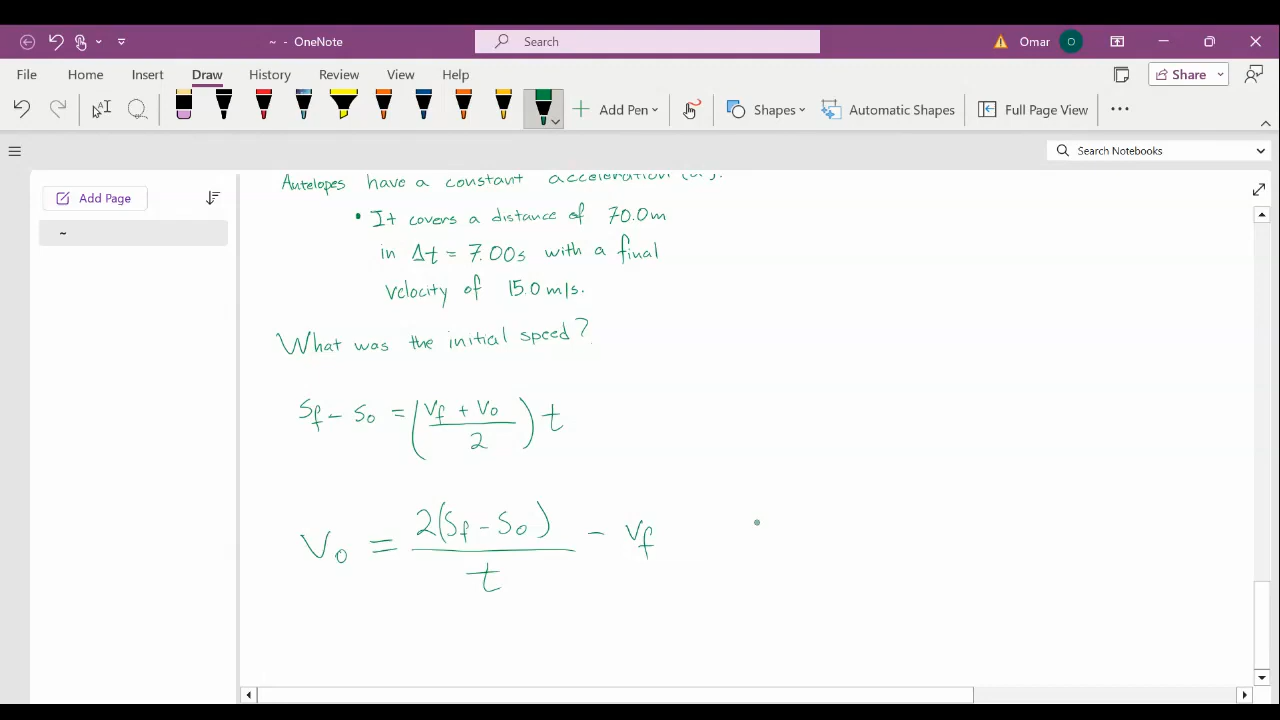 ~ - OneNote
Search
Omar
O
File
Home
Insert
Draw
History
Review
View
Help
Share
Add Pen
Shapes
Automatic Shapes
Full Page View
Search Notebooks
Add Page
~
Antelopes have a constant acceleration
• It covers a distance of 70.0m
in Δt = 7.00s with a final
velocity of 15.0 m/s.
What was the initial speed?
Sf - So = (Vf + Vo / 2) t
Vo = 2(Sf - So) / t - Vf